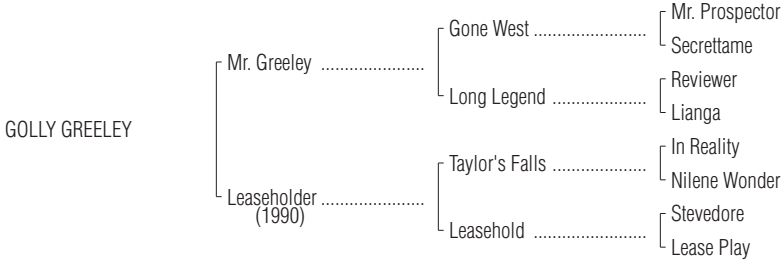 Mr. Prospector
Gone West ........................
Secrettame
Mr. Greeley ......................
Reviewer
Long Legend ....................
Lianga
GOLLY GREELEY
In Reality
Taylor's Falls ....................
Nilene Wonder
Leaseholder ......................
(1990)
Stevedore
Leasehold ........................
Lease Play